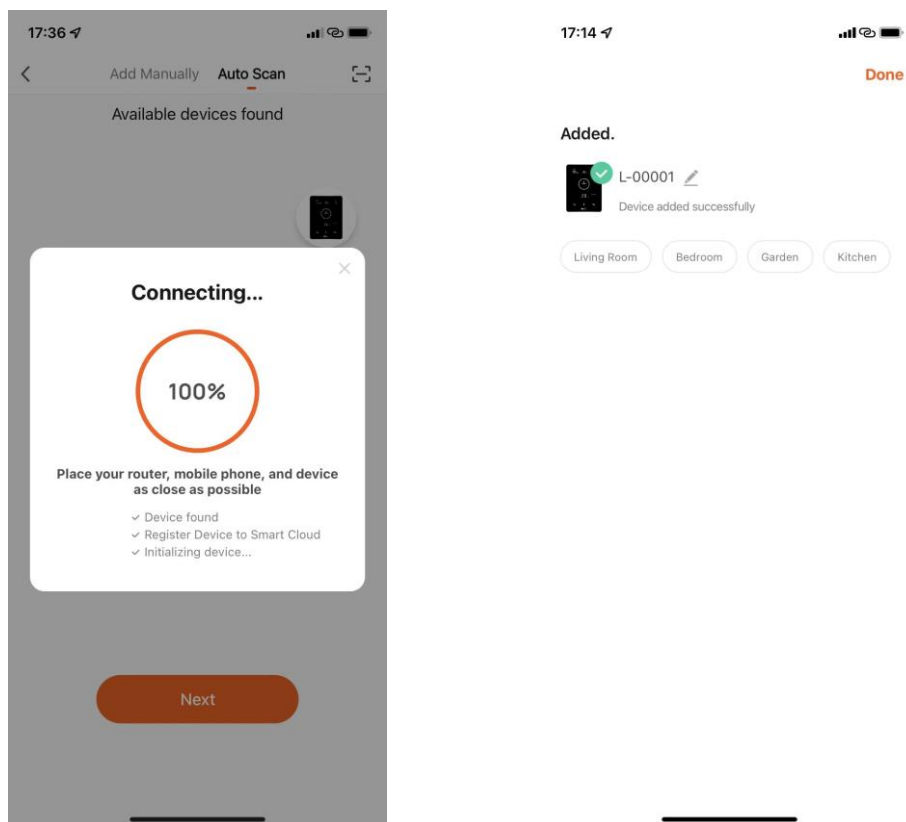 17:36
Add Manually Auto Scan
Available devices found
Connecting...
100%
Place your router, mobile phone, and device
as close as possible
Device found
Register Device to Smart Cloud
Initializing device...
Next
17:14
Done
Added.
L-00001
Device added successfully
Living Room Bedroom Garden Kitchen